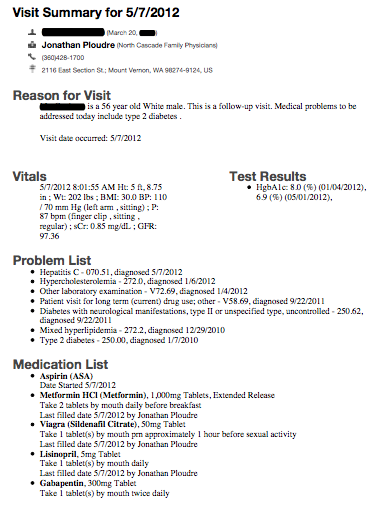 Visit Summary for 5/7/2012
(March 20,
Jonathan Ploudre (North Cascade Family Physicians)
(360)428-1700
2116 East Section St.; Mount Vernon, WA 98274-9124, US
Reason for Visit
is a 56 year old White male. This is a follow-up visit. Medical problems to
be addressed today include type 2 diabetes .
Visit date occurred: 5/7/2012
Vitals
5/7/2012 8:01:55 AM Ht: 5 ft, 8.75
in ; Wt: 202 lbs ; BMI: 30.0 BP: 110
/ 70 mm Hg (left arm , sitting) ; P:
87 bpm (finger clip , sitting ,
regular) ; sCr: 0.85 mg/dL ; GFR:
97.36
Test Results
• HgbA1c: 8.0 (%) (01/04/2012),
6.9 (%) (05/01/2012),
Problem List
• Hepatitis C - 070.51, diagnosed 5/7/2012
• Hypercholesterolemia - 272.0, diagnosed 1/6/2012
• Other laboratory examination - V72.69, diagnosed 1/4/2012
• Patient visit for long term (current) drug use; other - V58.69, diagnosed 9/22/2011
• Diabetes with neurological manifestations, type II or unspecified type, uncontrolled - 250.62,
diagnosed 9/22/2011
• Mixed hyperlipidemia - 272.2, diagnosed 12/29/2010
• Type 2 diabetes - 250.00, diagnosed 1/7/2010
Medication List
• Aspirin (ASA)
Date Started 5/7/2012
• Metformin HCl (Metformin), 1,000mg Tablets, Extended Release
Take 2 tablets by mouth daily before breakfast
Last filled date 5/7/2012 by Jonathan Ploudre
• Viagra (Sildenafil Citrate), 50mg Tablet
Take 1 tablet(s) by mouth prn approximately 1 hour before sexual activity
Last filled date 5/7/2012 by Jonathan Ploudre
• Lisinopril, 5mg Tablet
Take 1 tablet(s) by mouth daily
Last filled date 5/7/2012 by Jonathan Ploudre
• Gabapentin, 300mg Tablet
Take 1 tablet(s) by mouth twice daily